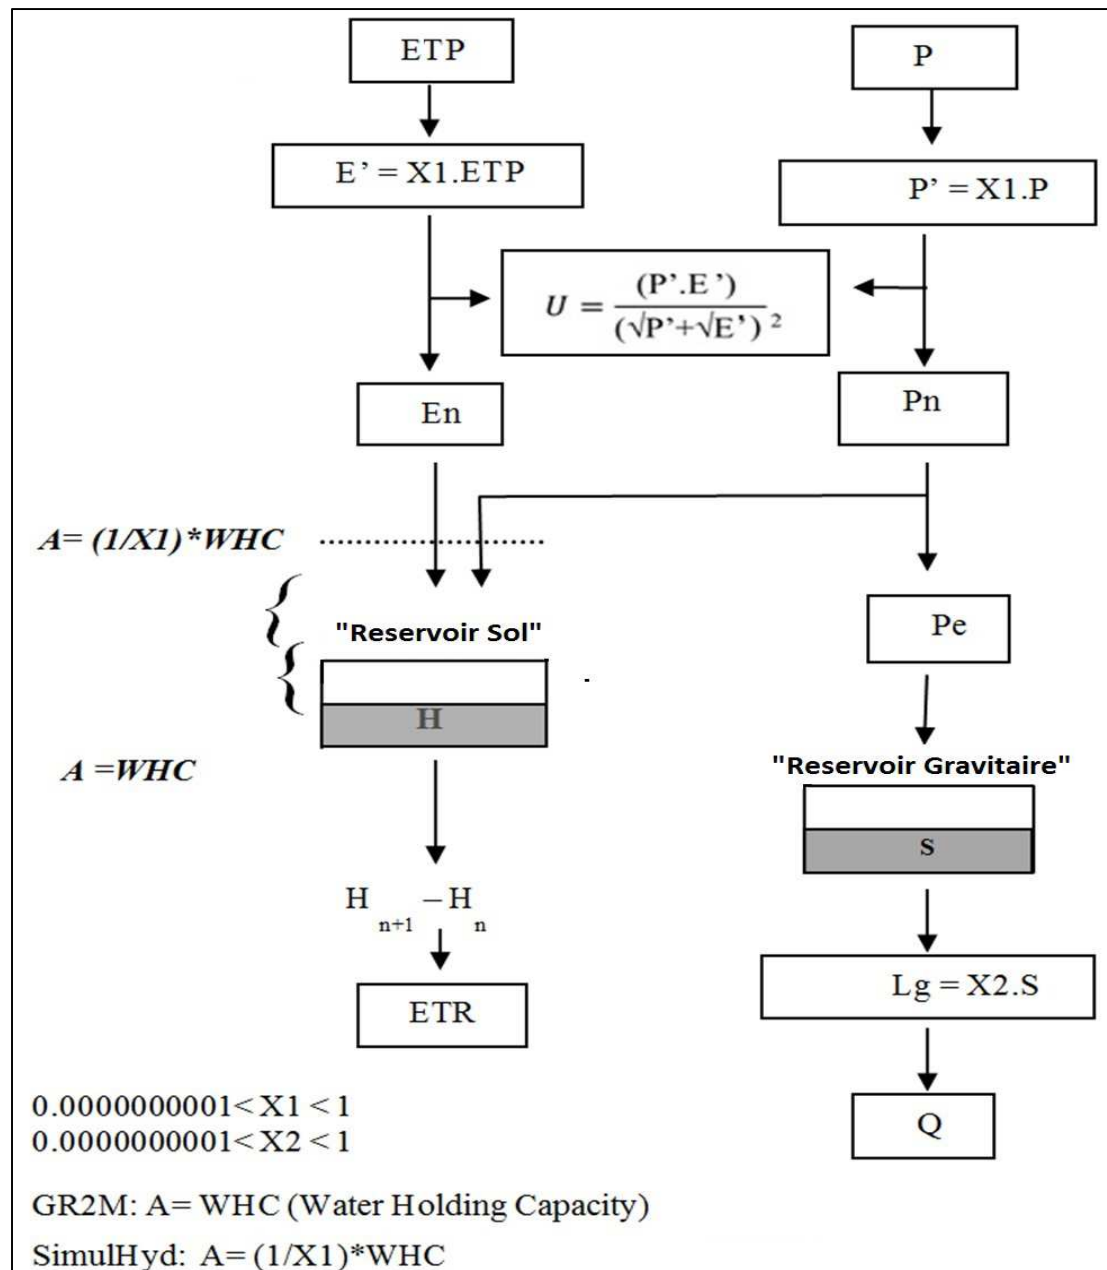 ETP
P
E’ = X1.ETP
P’ = X1.P
U = (P’.E’) / (√P’+√E’)²
En
Pn
A= (1/X1)*WHC
"Reservoir Sol"
Pe
H
A =WHC
"Reservoir Gravitaire"
S
H n+1 – H n
Lg = X2.S
ETR
Q
0.0000000001< X1 < 1
0.0000000001< X2 < 1
GR2M: A= WHC (Water Holding Capacity)
SimulHyd: A= (1/X1)*WHC